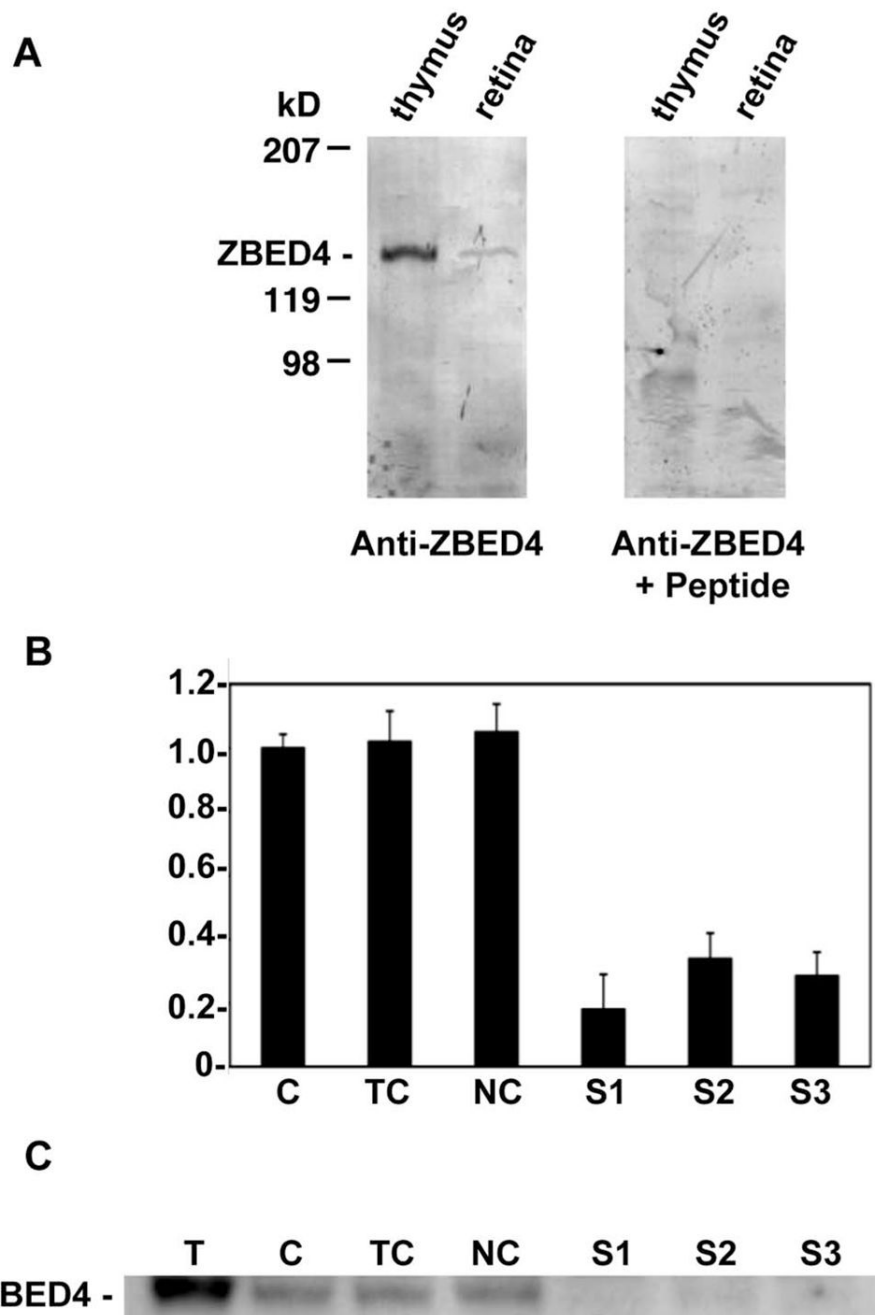 A
kD
thymus retina thymus retina
207
ZBED4 -
119
98
Anti-ZBED4 Anti-ZBED4
+ Peptide
B
1.2
1.0
0.8
0.6
0.4
0.2
0
C TC NC S1 S2 S3
C
T C TC NC S1 S2 S3
BED4 -